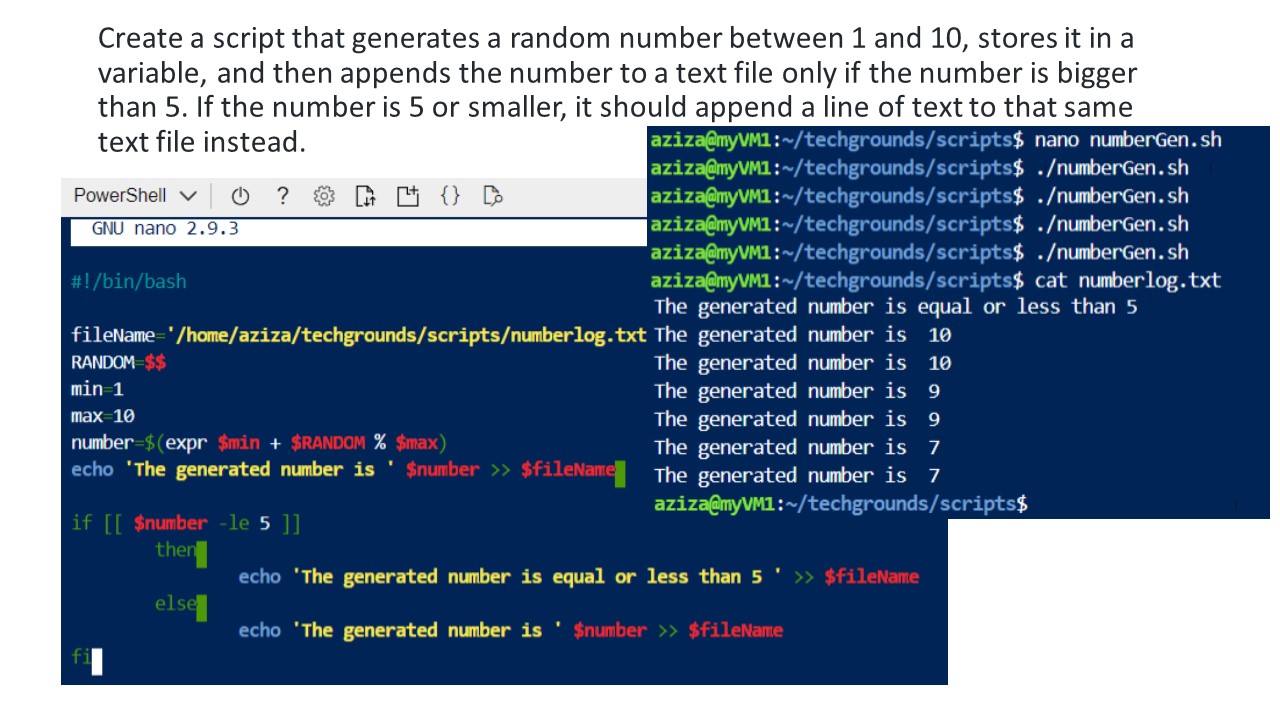 Create a script that generates a random number between 1 and 10, stores it in a
variable, and then appends the number to a text file only if the number is bigger
than 5. If the number is 5 or smaller, it should append a line of text to that same
text file instead.
PowerShell
?
{}
GNU nano 2.9.3
#!/bin/bash
fileName='/home/aziza/techgrounds/scripts/numberlog.txt
RANDOM=$$
min=1
max=10
number=$(expr $min + $RANDOM % $max)
echo 'The generated number is ' $number >> $fileName
if [[ $number -le 5 ]]
then
echo 'The generated number is equal or less than 5 ' >> $fileName
else
echo 'The generated number is ' $number >> $fileName
fi
aziza@myVM1:~/techgrounds/scripts$ nano numberGen.sh
aziza@myVM1:~/techgrounds/scripts$ ./numberGen.sh
aziza@myVM1:~/techgrounds/scripts$ ./numberGen.sh
aziza@myVM1:~/techgrounds/scripts$ ./numberGen.sh
aziza@myVM1:~/techgrounds/scripts$ ./numberGen.sh
aziza@myVM1:~/techgrounds/scripts$ cat numberlog.txt
The generated number is equal or less than 5
The generated number is  10
The generated number is  10
The generated number is  9
The generated number is  9
The generated number is  7
The generated number is  7
aziza@myVM1:~/techgrounds/scripts$